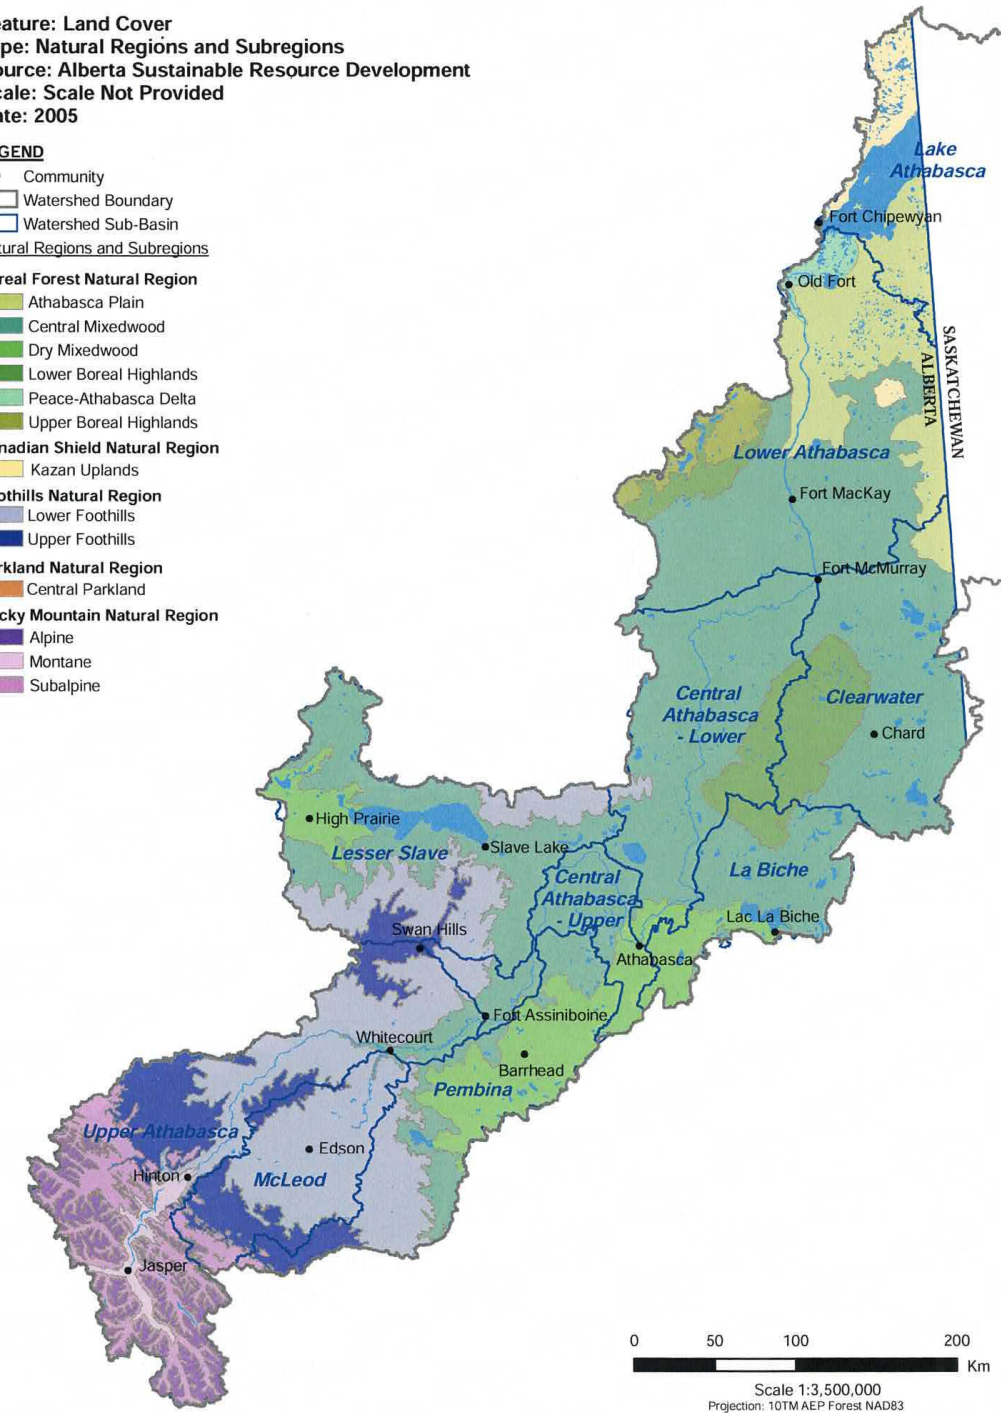 eature: Land Cover
pe: Natural Regions and Subregions
ource: Alberta Sustainable Resource Development
cale: Scale Not Provided
ate: 2005
GEND
Community
Watershed Boundary
Watershed Sub-Basin
tural Regions and Subregions
real Forest Natural Region
Athabasca Plain
Central Mixedwood
Dry Mixedwood
Lower Boreal Highlands
Peace-Athabasca Delta
Upper Boreal Highlands
nadian Shield Natural Region
Kazan Uplands
othills Natural Region
Lower Foothills
Upper Foothills
rkland Natural Region
Central Parkland
cky Mountain Natural Region
Alpine
Montane
Subalpine
Lake
Athabasca
Fort Chipewyan
Old Fort
SASKATCHEWAN
ALBERTA
Lower Athabasca
Fort MacKay
Fort McMurray
Central
Athabasca
- Lower
Clearwater
Chard
High Prairie
Lesser Slave
Slave Lake
Central
Athabasca
- Upper
La Biche
Lac La Biche
Swan Hills
Athabasca
Fort Assiniboine
Whitecourt
Barrhead
Pembina
Upper Athabasca
Edson
Hinton
McLeod
Jasper
0 50 100 200
Km
Scale 1:3,500,000
Projection: 10TM AEP Forest NAD83